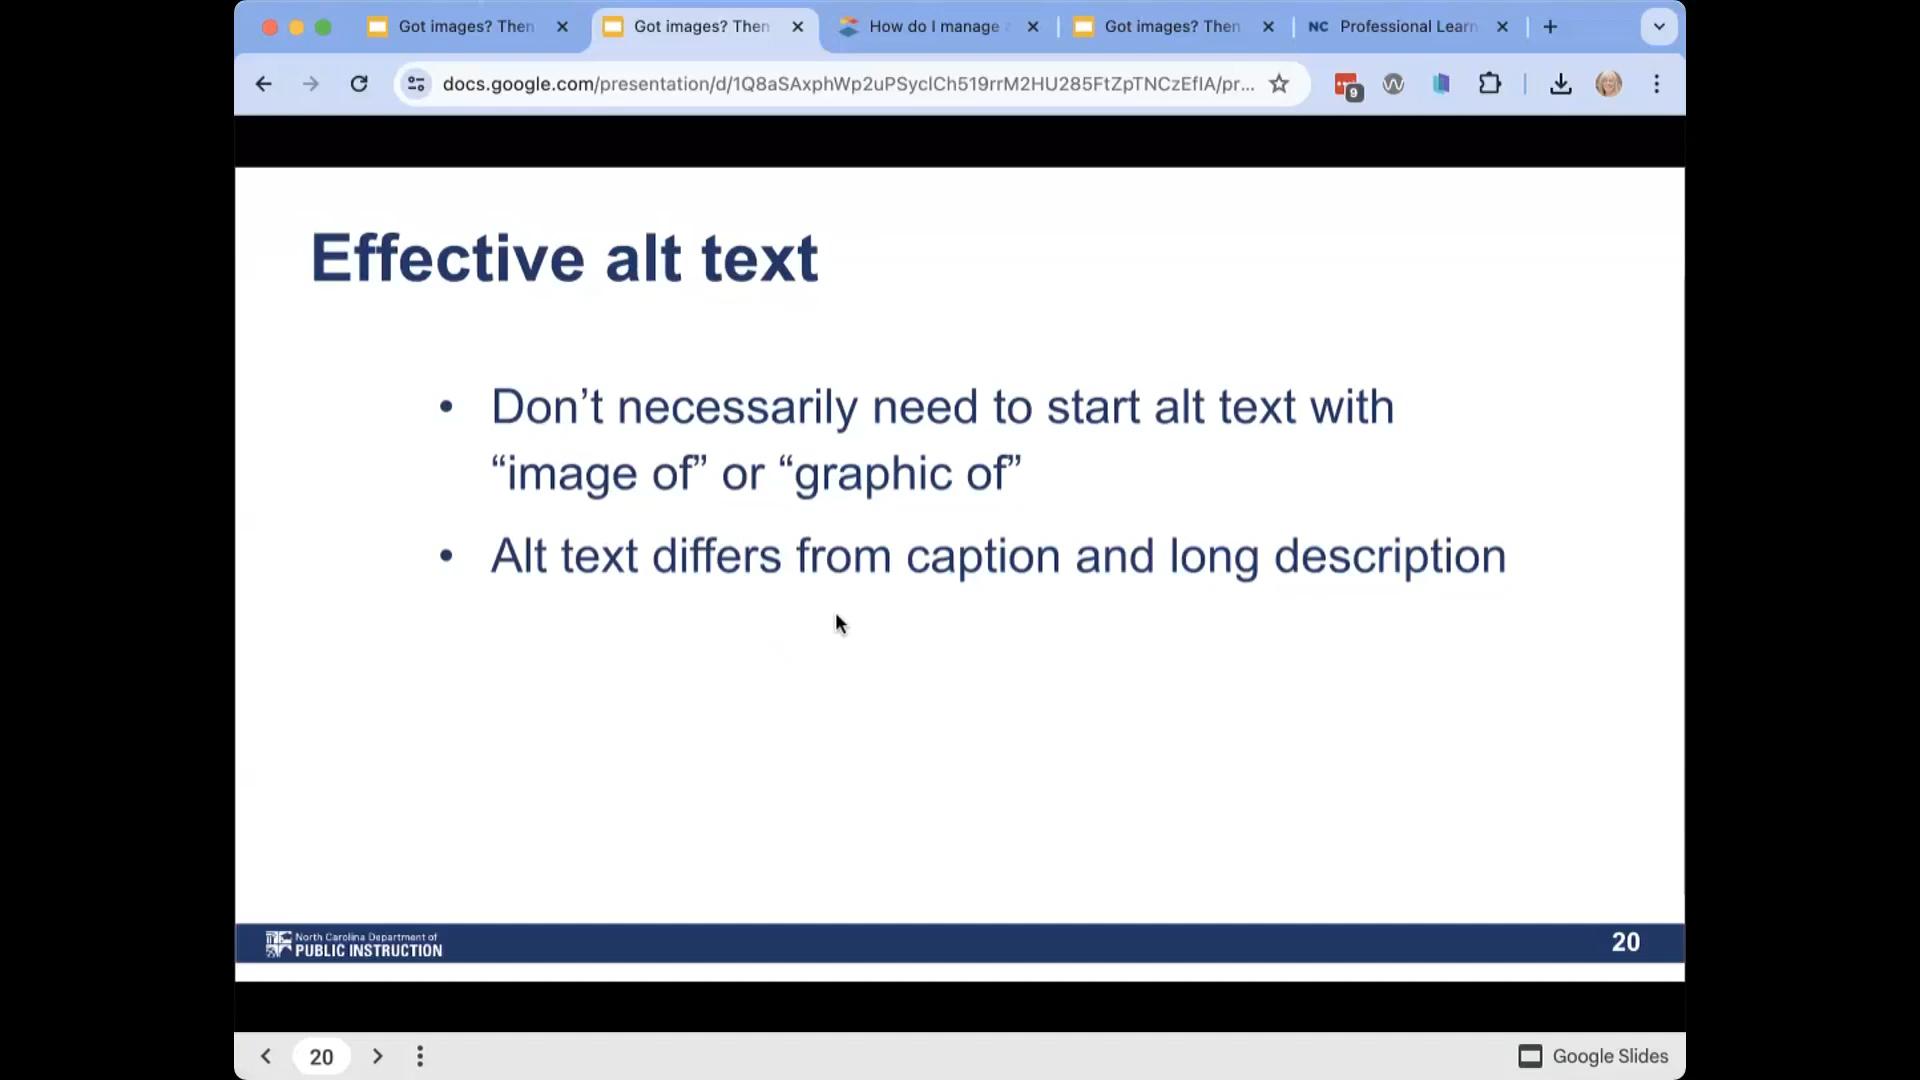 Got images? Then
Got images? Then
How do I manage
Got images? Then
NC Professional Learn
docs.google.com/presentation/d/1Q8aSAxphWp2uPSyclCh519rrM2HU285FtZpTNCzEfIA/pr...
9
Effective alt text
• Don’t necessarily need to start alt text with
“image of” or “graphic of”
• Alt text differs from caption and long description
North Carolina Department of
PUBLIC INSTRUCTION
20
20
Google Slides